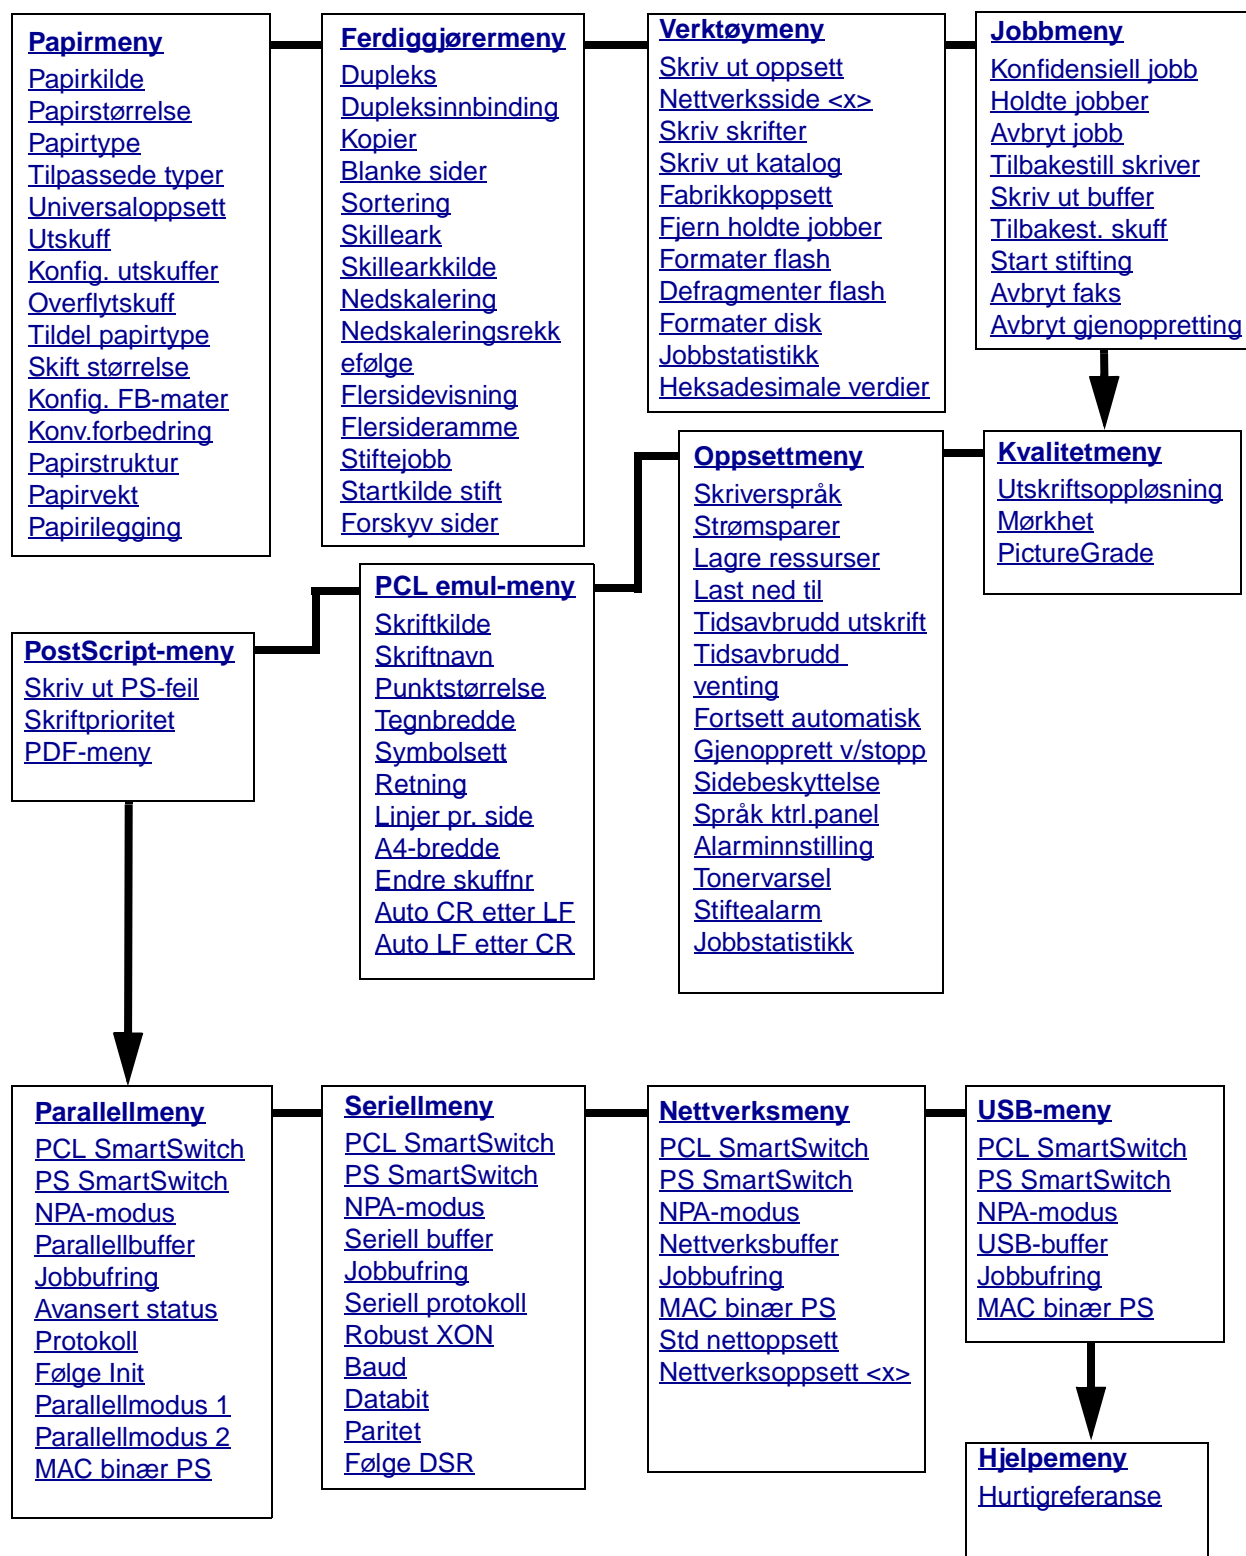 Papirmeny
Papirkilde
Papirstørrelse
Papirtype
Tilpassede typer
Universaloppsett
Utskuff
Konfig. utskuffer
Overflytskuff
Tildel papirtype
Skift størrelse
Konfig. FB-mater
Konv.forbedring
Papirstruktur
Papirvekt
Papirilegging
Ferdiggjørermeny
Dupleks
Dupleksinnbinding
Kopier
Blanke sider
Sortering
Skilleark
Skillearkkilde
Nedskalering
Nedskaleringsrekk
efølge
Flersidevisning
Flersideramme
Stiftejobb
Startkilde stift
Forskyv sider
Verktøymeny
Skriv ut oppsett
Nettverksside <x>
Skriv skrifter
Skriv ut katalog
Fabrikkoppsett
Fjern holdte jobber
Formater flash
Defragmenter flash
Formater disk
Jobbstatistikk
Heksadesimale verdier
Jobbmeny
Konfidensiell jobb
Holdte jobber
Avbryt jobb
Tilbakestill skriver
Skriv ut buffer
Tilbakest. skuff
Start stifting
Avbryt faks
Avbryt gjenoppretting
Kvalitetmeny
Utskriftsoppløsning
Mørkhet
PictureGrade
Oppsettmeny
Skriverspråk
Strømsparer
Lagre ressurser
Last ned til
Tidsavbrudd utskrift
Tidsavbrudd
venting
Fortsett automatisk
Gjenopprett v/stopp
Sidebeskyttelse
Språk ktrl.panel
Alarminnstilling
Tonervarsel
Stiftealarm
Jobbstatistikk
PCL emul-meny
Skriftkilde
Skriftnavn
Punktstørrelse
Tegnbredde
Symbolsett
Retning
Linjer pr. side
A4-bredde
Endre skuffnr
Auto CR etter LF
Auto LF etter CR
PostScript-meny
Skriv ut PS-feil
Skriftprioritet
PDF-meny
Parallellmeny
PCL SmartSwitch
PS SmartSwitch
NPA-modus
Parallellbuffer
Jobbufring
Avansert status
Protokoll
Følge Init
Parallellmodus 1
Parallellmodus 2
MAC binær PS
Seriellmeny
PCL SmartSwitch
PS SmartSwitch
NPA-modus
Seriell buffer
Jobbufring
Seriell protokoll
Robust XON
Baud
Databit
Paritet
Følge DSR
Nettverksmeny
PCL SmartSwitch
PS SmartSwitch
NPA-modus
Nettverksbuffer
Jobbufring
MAC binær PS
Std nettoppsett
Nettverksoppsett <x>
USB-meny
PCL SmartSwitch
PS SmartSwitch
NPA-modus
USB-buffer
Jobbufring
MAC binær PS
Hjelpemeny
Hurtigreferanse